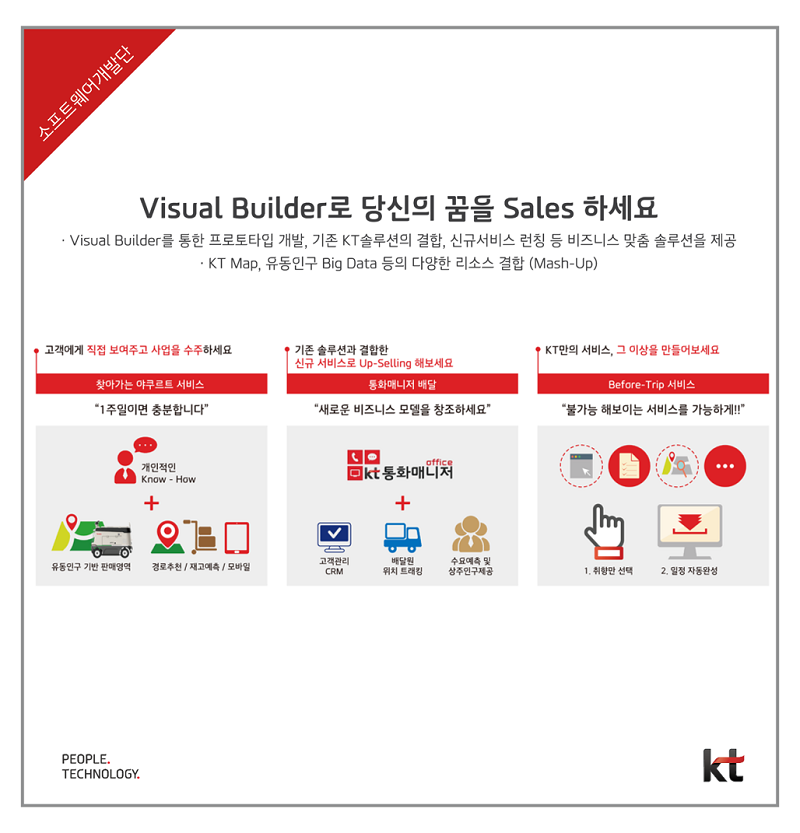 소프트웨어개발단
Visual Builder로 당신의 꿈을 Sales 하세요
· Visual Builder를 통한 프로토타입 개발, 기존 KT솔루션의 결합, 신규서비스 런칭 등 비즈니스 맞춤 솔루션을 제공
· KT Map, 유동인구 Big Data 등의 다양한 리소스 결합 (Mash-Up)
고객에게 직접 보여주고 사업을 수주하세요
찾아가는 야쿠르트 서비스
“1주일이면 충분합니다”
개인적인
Know - How
+
유동인구 기반 판매영역
경로추천 / 재고예측 / 모바일
기존 솔루션과 결합한
신규 서비스로 Up-Selling 해보세요
통화매니저 배달
“새로운 비즈니스 모델을 창조하세요”
office
kt 통화매니저
+
고객관리
CRM
배달원
위치 트래킹
수요예측 및
상주인구제공
KT만의 서비스, 그 이상을 만들어보세요
Before-Trip 서비스
“불가능 해보이는 서비스를 가능하게!!”
1. 취향만 선택
2. 일정 자동완성
PEOPLE.
TECHNOLOGY.
kt